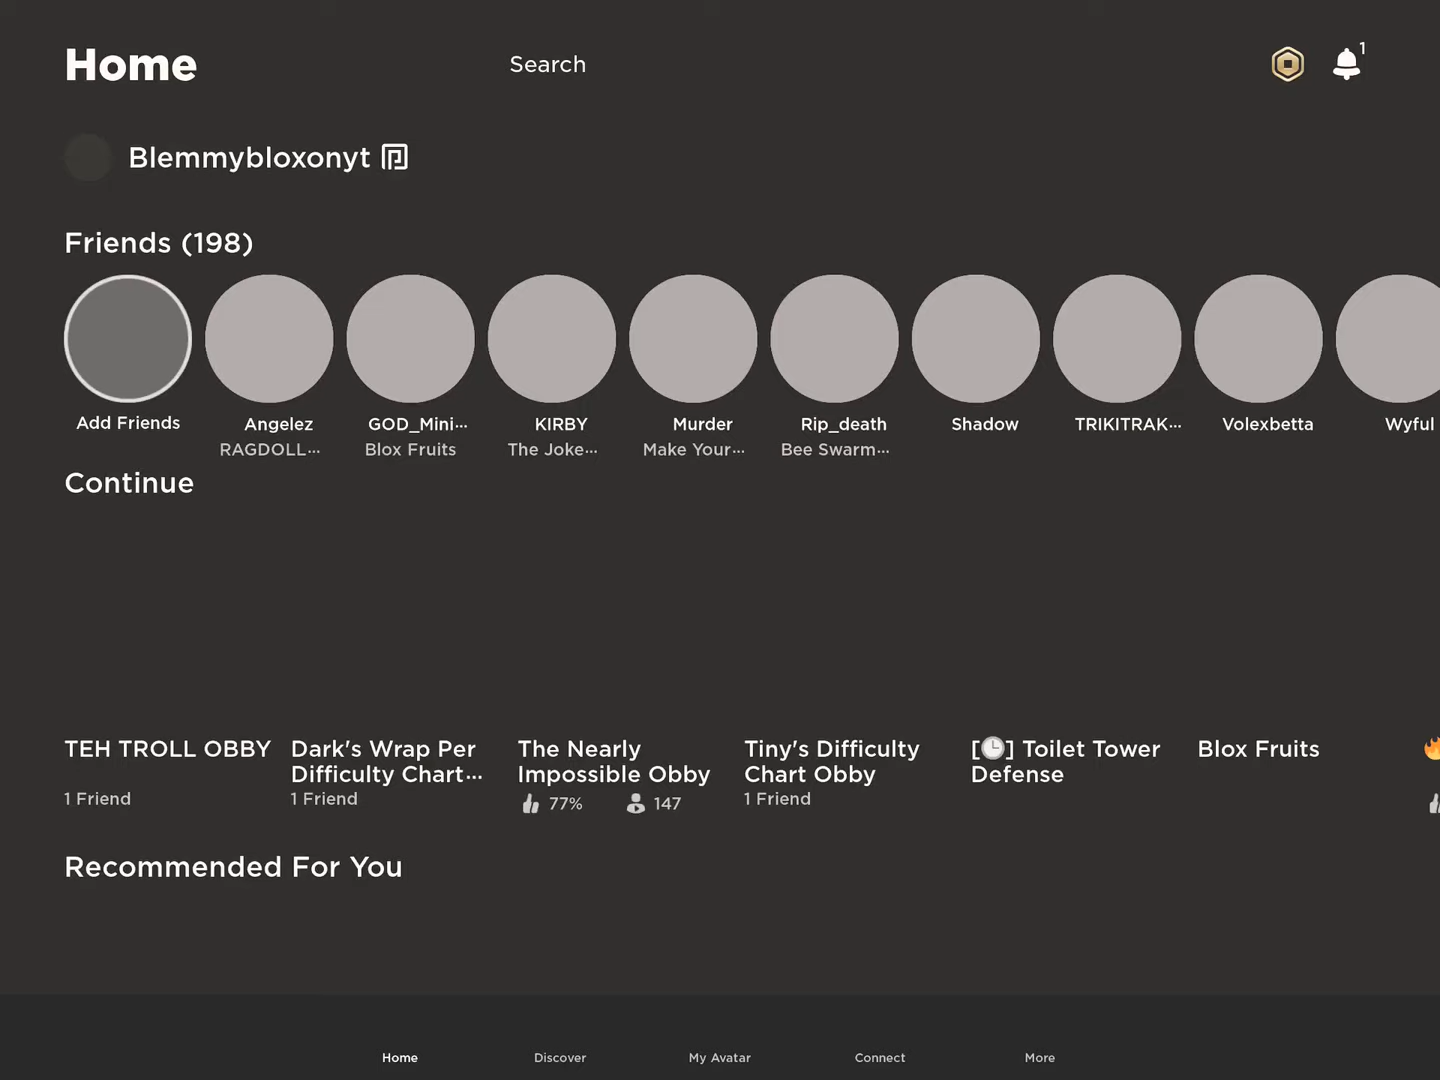 Home
Search
1
Blemmybloxonyt
Friends (198)
Add Friends
Angelez
RAGDOLL···
GOD_Mini···
Blox Fruits
KIRBY
The Joke···
Murder
Make Your···
Rip_death
Bee Swarm···
Shadow
TRIKITRAK···
Volexbetta
Wyful
Continue
TEH TROLL OBBY
1 Friend
Dark's Wrap Per
Difficulty Chart···
1 Friend
The Nearly
Impossible Obby
77% 147
Tiny's Difficulty
Chart Obby
1 Friend
[🕒] Toilet Tower
Defense
Blox Fruits
🔥
Recommended For You
Home
Discover
My Avatar
Connect
More